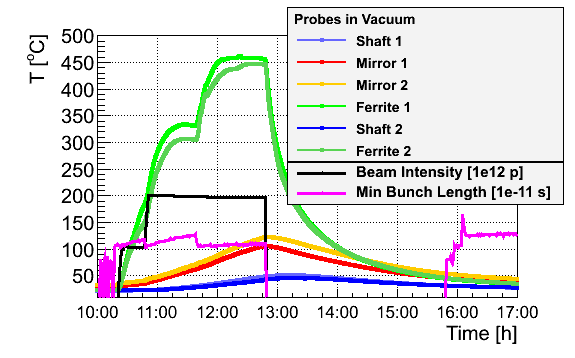 Probes in Vacuum
Shaft 1
Mirror 1
Mirror 2
Ferrite 1
Shaft 2
Ferrite 2
Beam Intensity [1e12 p]
Min Bunch Length [1e-11 s]
T [°C]
500
450
400
350
300
250
200
150
100
50
10:00 11:00 12:00 13:00 14:00 15:00 16:00 17:00
Time [h]